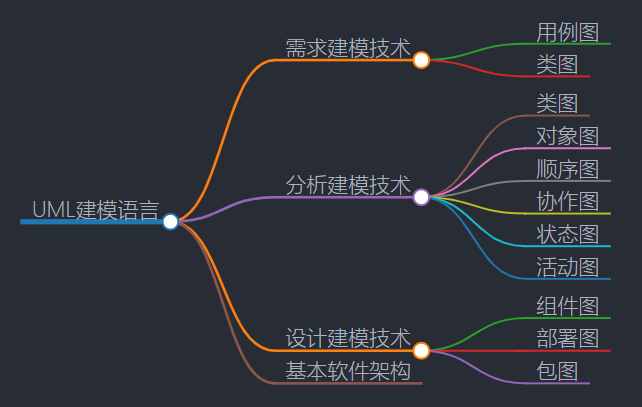 UML建模语言
需求建模技术
用例图
类图
分析建模技术
类图
对象图
顺序图
协作图
状态图
活动图
设计建模技术
组件图
部署图
包图
基本软件架构